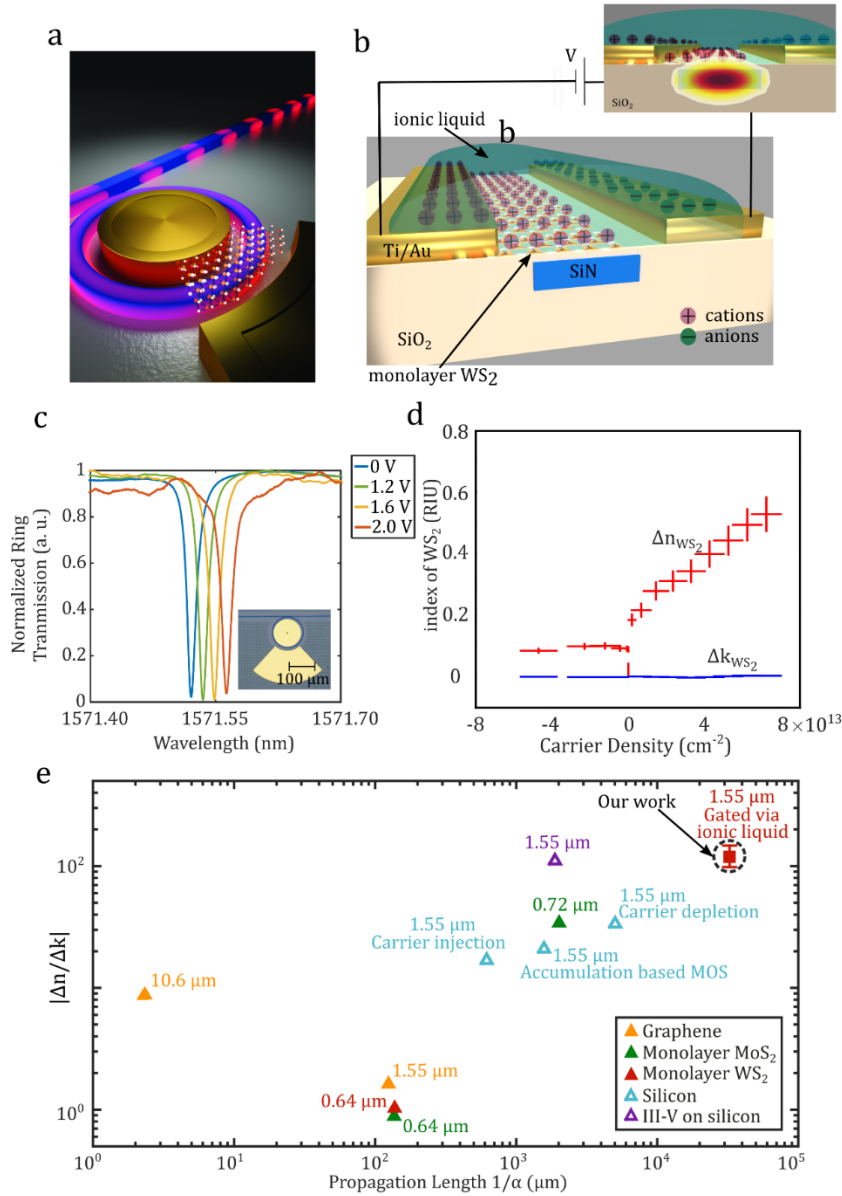 a
b
V
SiO2
ionic liquid
b
Ti/Au
SiN
SiO2
cations
anions
monolayer WS2
c
Normalized Ring
Tranmission (a. u.)
1
0.8
0.6
0.4
0.2
0
0 V
1.2 V
1.6 V
2.0 V
100 μm
1571.40
1571.55
1571.70
Wavelength (nm)
d
index of WS2 (RIU)
0.8
0.6
0.4
0.2
0
ΔnWS2
ΔkWS2
-8
-4
0
4
8×10^13
Carrier Density (cm-2)
e
|Δn/Δk|
10^2
10^1
10^0
Our work
1.55 μm
Gated via
ionic liquid
1.55 μm
0.72 μm
1.55 μm
Carrier depletion
1.55 μm
Carrier injection
1.55 μm
Accumulation based MOS
10.6 μm
1.55 μm
0.64 μm
0.64 μm
Graphene
Monolayer MoS2
Monolayer WS2
Silicon
III-V on silicon
10^0
10^1
10^2
10^3
10^4
10^5
Propagation Length 1/α (μm)